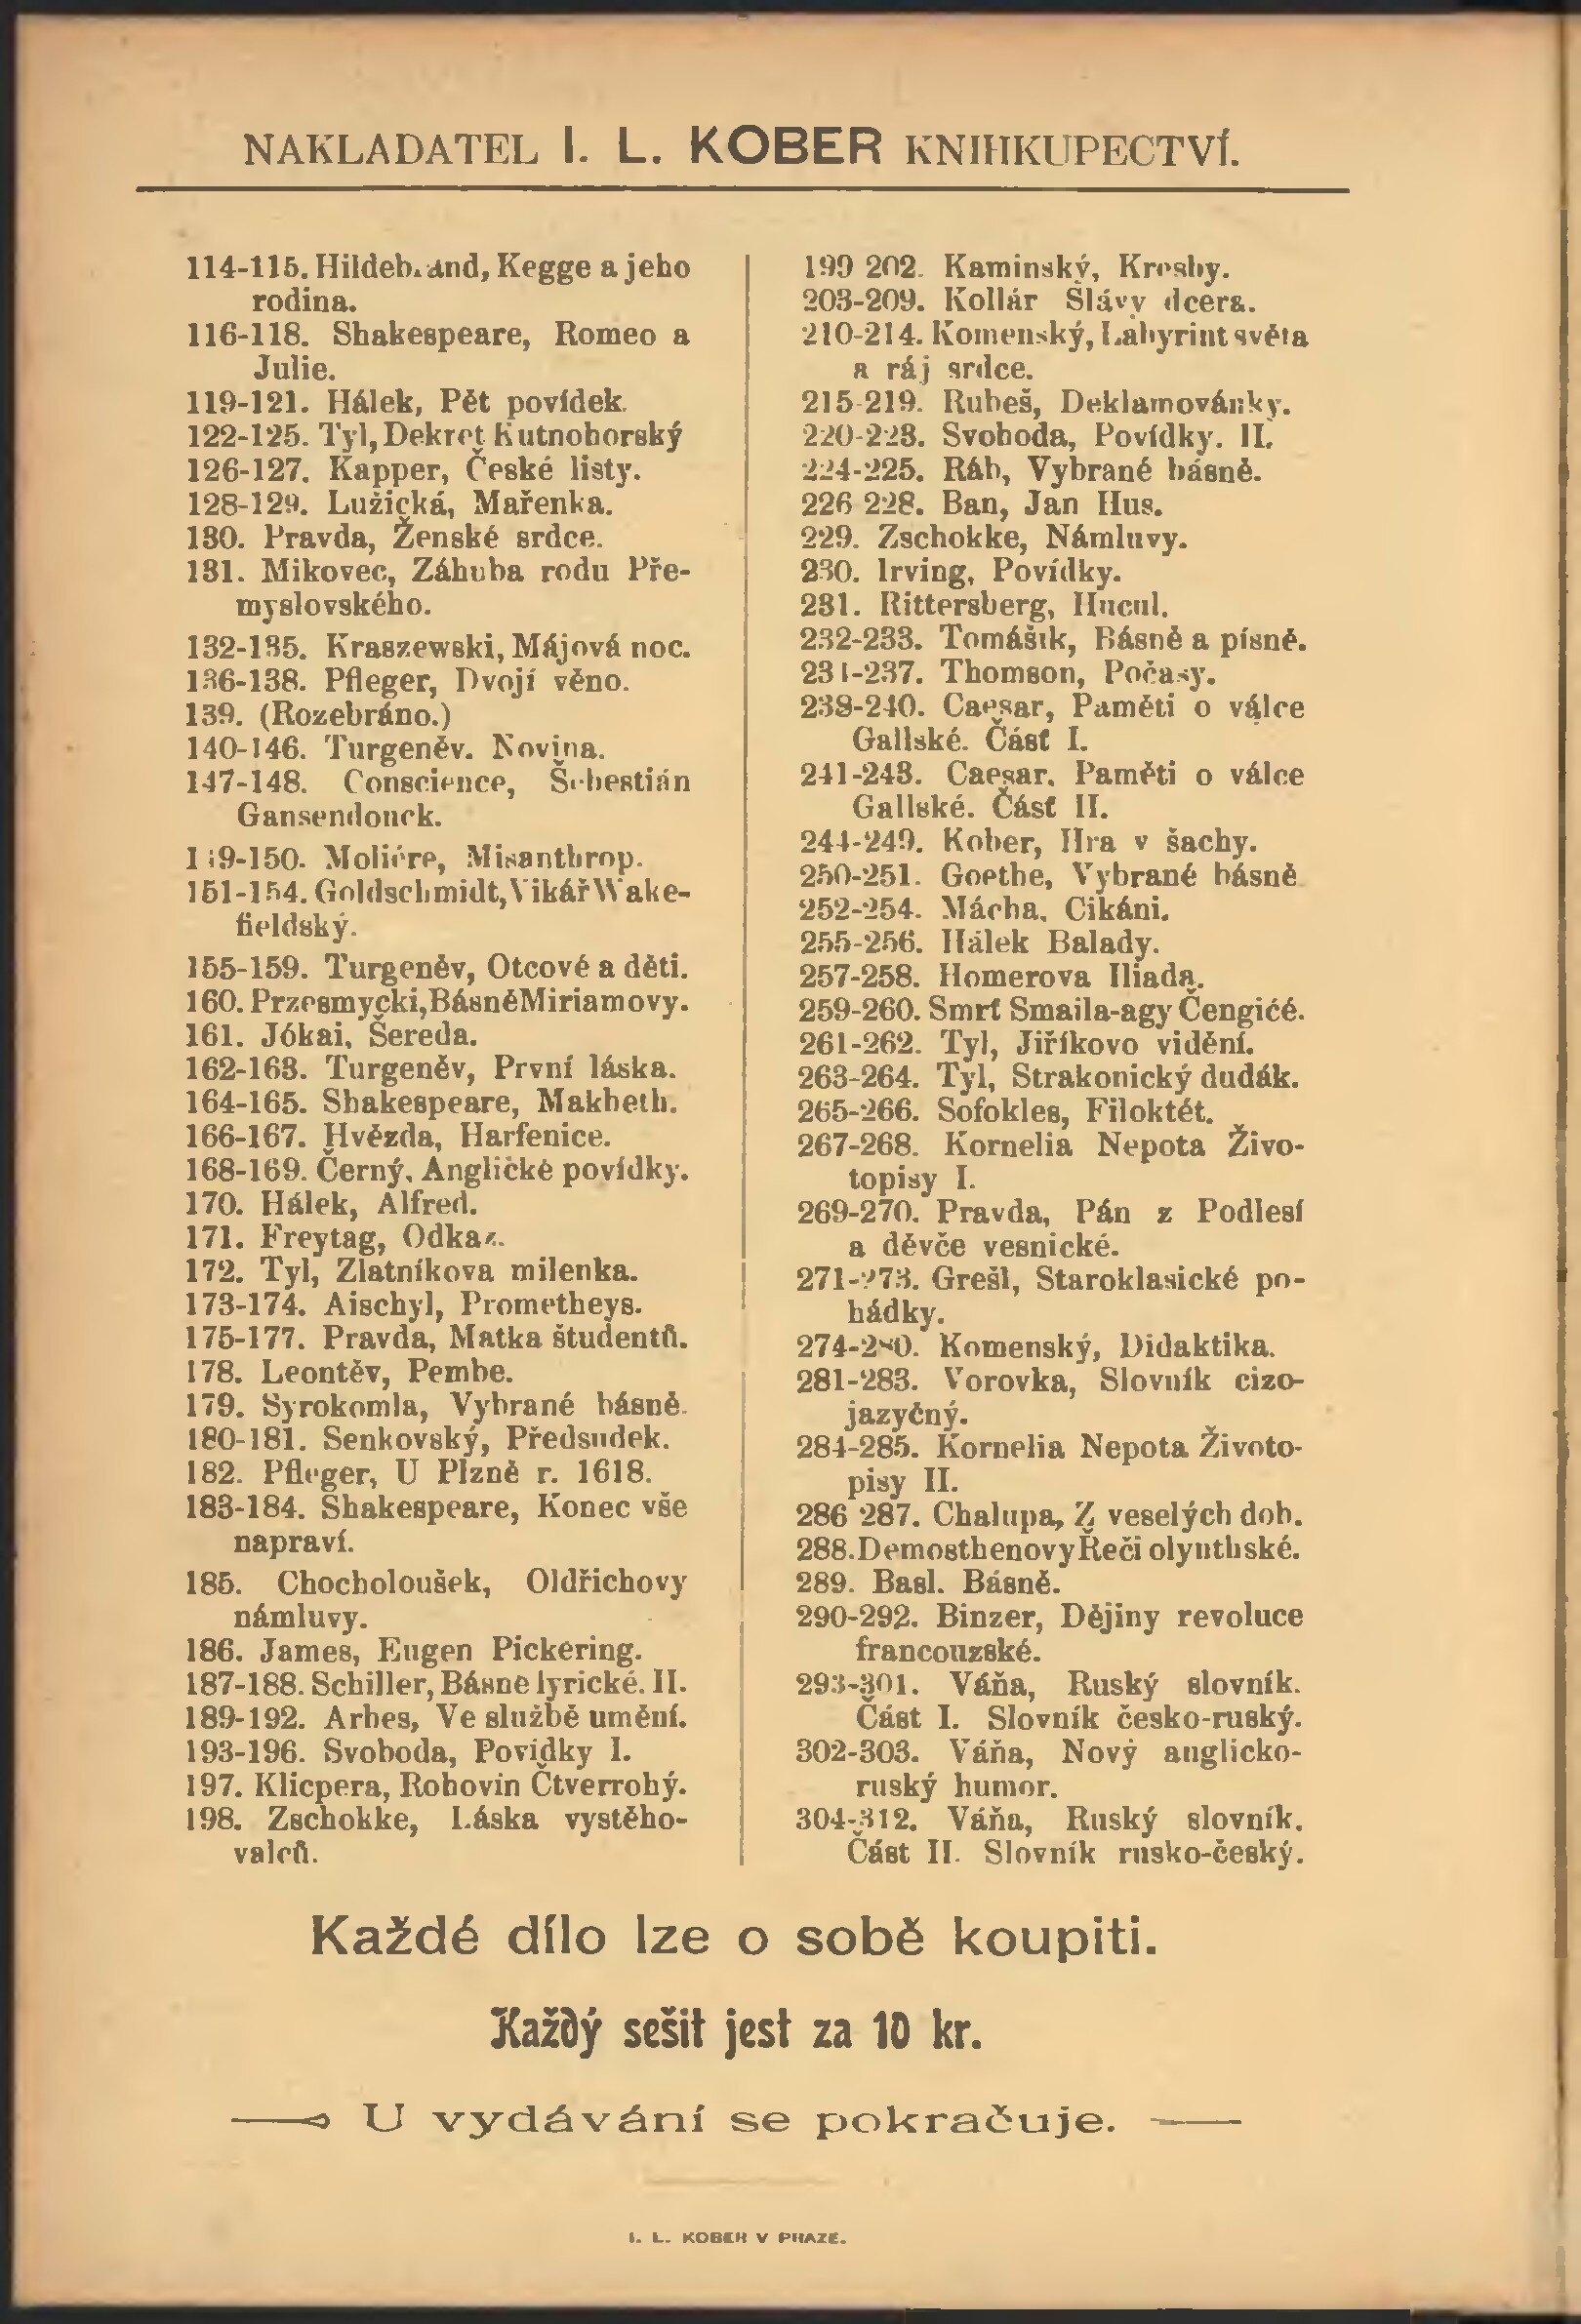 NAKLADATEL I. L. KOBER KNIHKUPECTVÍ.
114-115. Hildebrand, Kegge a jeho
rodina.
116-118. Shakespeare, Romeo a
Julie.
119-121. Hálek, Pět povídek.
122-125. Tyl, Dekret Kutnohorský
126-127. Kapper, České listy.
128-129. Lužická, Mařenka.
130. Pravda, Ženské srdce.
131. Mikovec, Záhuba rodu Pře-
myslovského.
132-135. Kraszewski, Májová noc.
136-138. Pfleger, Dvojí věno.
139. (Rozebráno.)
140-146. Turgeněv. Novina.
147-148. Conscience, Šebestián
Gansendonck.
149-150. Moliére, Misanthrop.
151-154. Goldschmidt, Vikář Wake-
fieldský.
155-159. Turgeněv, Otcové a děti.
160. Przesmycki, Básně Miriamovy.
161. Jókai, Šereda.
162-163. Turgeněv, První láska.
164-165. Shakespeare, Makbeth.
166-167. Hvězda, Harfenice.
168-169. Černý, Anglické povídky.
170. Hálek, Alfred.
171. Freytag, Odkaz.
172. Tyl, Zlatníkova milenka.
173-174. Aischyl, Prometheys.
175-177. Pravda, Matka študentů.
178. Leontěv, Pembe.
179. Syrokomla, Vybrané básně.
180-181. Senkovský, Předsudek.
182. Pfleger, U Plzně r. 1618.
183-184. Shakespeare, Konec vše
napraví.
185. Chocholoušek, Oldřichovy
námluvy.
186. James, Eugen Pickering.
187-188. Schiller, Básně lyrické. II.
189-192. Arbes, Ve službě umění.
193-196. Svoboda, Povídky I.
197. Klicpera, Rohovin Čtverrohý.
198. Zschokke, Láska vystěho-
valců.
199 202. Kaminský, Kresby.
203-209. Kollár Slávy dcera.
210-214. Komenský, Labyrint světa
a ráj srdce.
215-219. Rubeš, Deklamovánky.
220-223. Svoboda, Povídky. II.
224-225. Ráb, Vybrané básně.
226 228. Ban, Jan Hus.
229. Zschokke, Námluvy.
230. Irving, Povídky.
231. Rittersberg, Hucul.
232-233. Tomášik, Básně a písně.
234-237. Thomson, Počasy.
238-240. Caesar, Paměti o válce
Gallské. Část I.
241-243. Caesar, Paměti o válce
Gallské. Část II.
244-249. Kober, Hra v šachy.
250-251. Goethe, Vybrané básně
252-254. Mácha, Cikáni.
255-256. Hálek Balady.
257-258. Homerova Iliada.
259-260. Smrt Smaila-agy Čengićé.
261-262. Tyl, Jiříkovo vidění.
263-264. Tyl, Strakonický dudák.
265-266. Sofokles, Filoktét.
267-268. Kornelia Nepota Živo-
topisy I.
269-270. Pravda, Pán z Podlesí
a děvče vesnické.
271-273. Grešl, Staroklasické po-
hádky.
274-280. Komenský, Didaktika.
281-283. Vorovka, Slovník cizo-
jazyčný.
284-285. Kornelia Nepota Životo-
pisy II.
286 287. Chalupa, Z veselých dob.
288. Demosthenovy Řeči olynthské.
289. Basl. Básně.
290-292. Binzer, Dějiny revoluce
francouzské.
293-301. Váňa, Ruský slovník.
Část I. Slovník česko-ruský.
302-303. Váňa, Nový anglicko-
ruský humor.
304-312. Váňa, Ruský slovník.
Část II. Slovník rusko-český.
Každé dílo lze o sobě koupiti.
Každý sešit jest za 10 kr.
U vydávání se pokračuje.
I. L. KOBER V PRAZE.